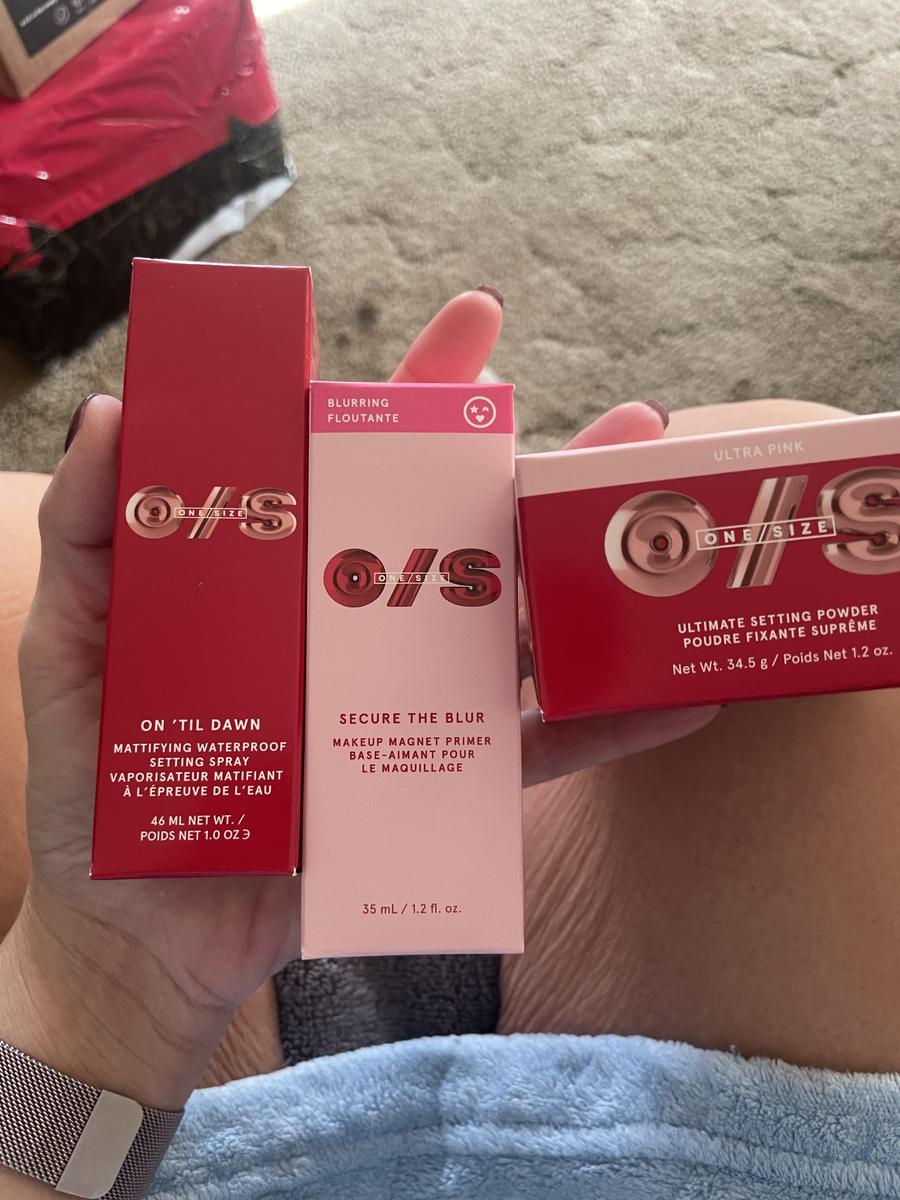 O/S
ONE/SIZE
ON 'TIL DAWN
MATTIFYING WATERPROOF
SETTING SPRAY
VAPORISATEUR MATIFIANT
À L'ÉPREUVE DE L'EAU
46 ML NET WT. /
POIDS NET 1.0 OZ ℈
BLURRING
FLOUTANTE
O/S
ONE/SIZE
SECURE THE BLUR
MAKEUP MAGNET PRIMER
BASE-AIMANT POUR
LE MAQUILLAGE
35 mL / 1.2 fl. oz.
ULTRA PINK
O/S
ONE/SIZE
ULTIMATE SETTING POWDER
POUDRE FIXANTE SUPRÊME
Net Wt. 34.5 g / Poids Net 1.2 oz.